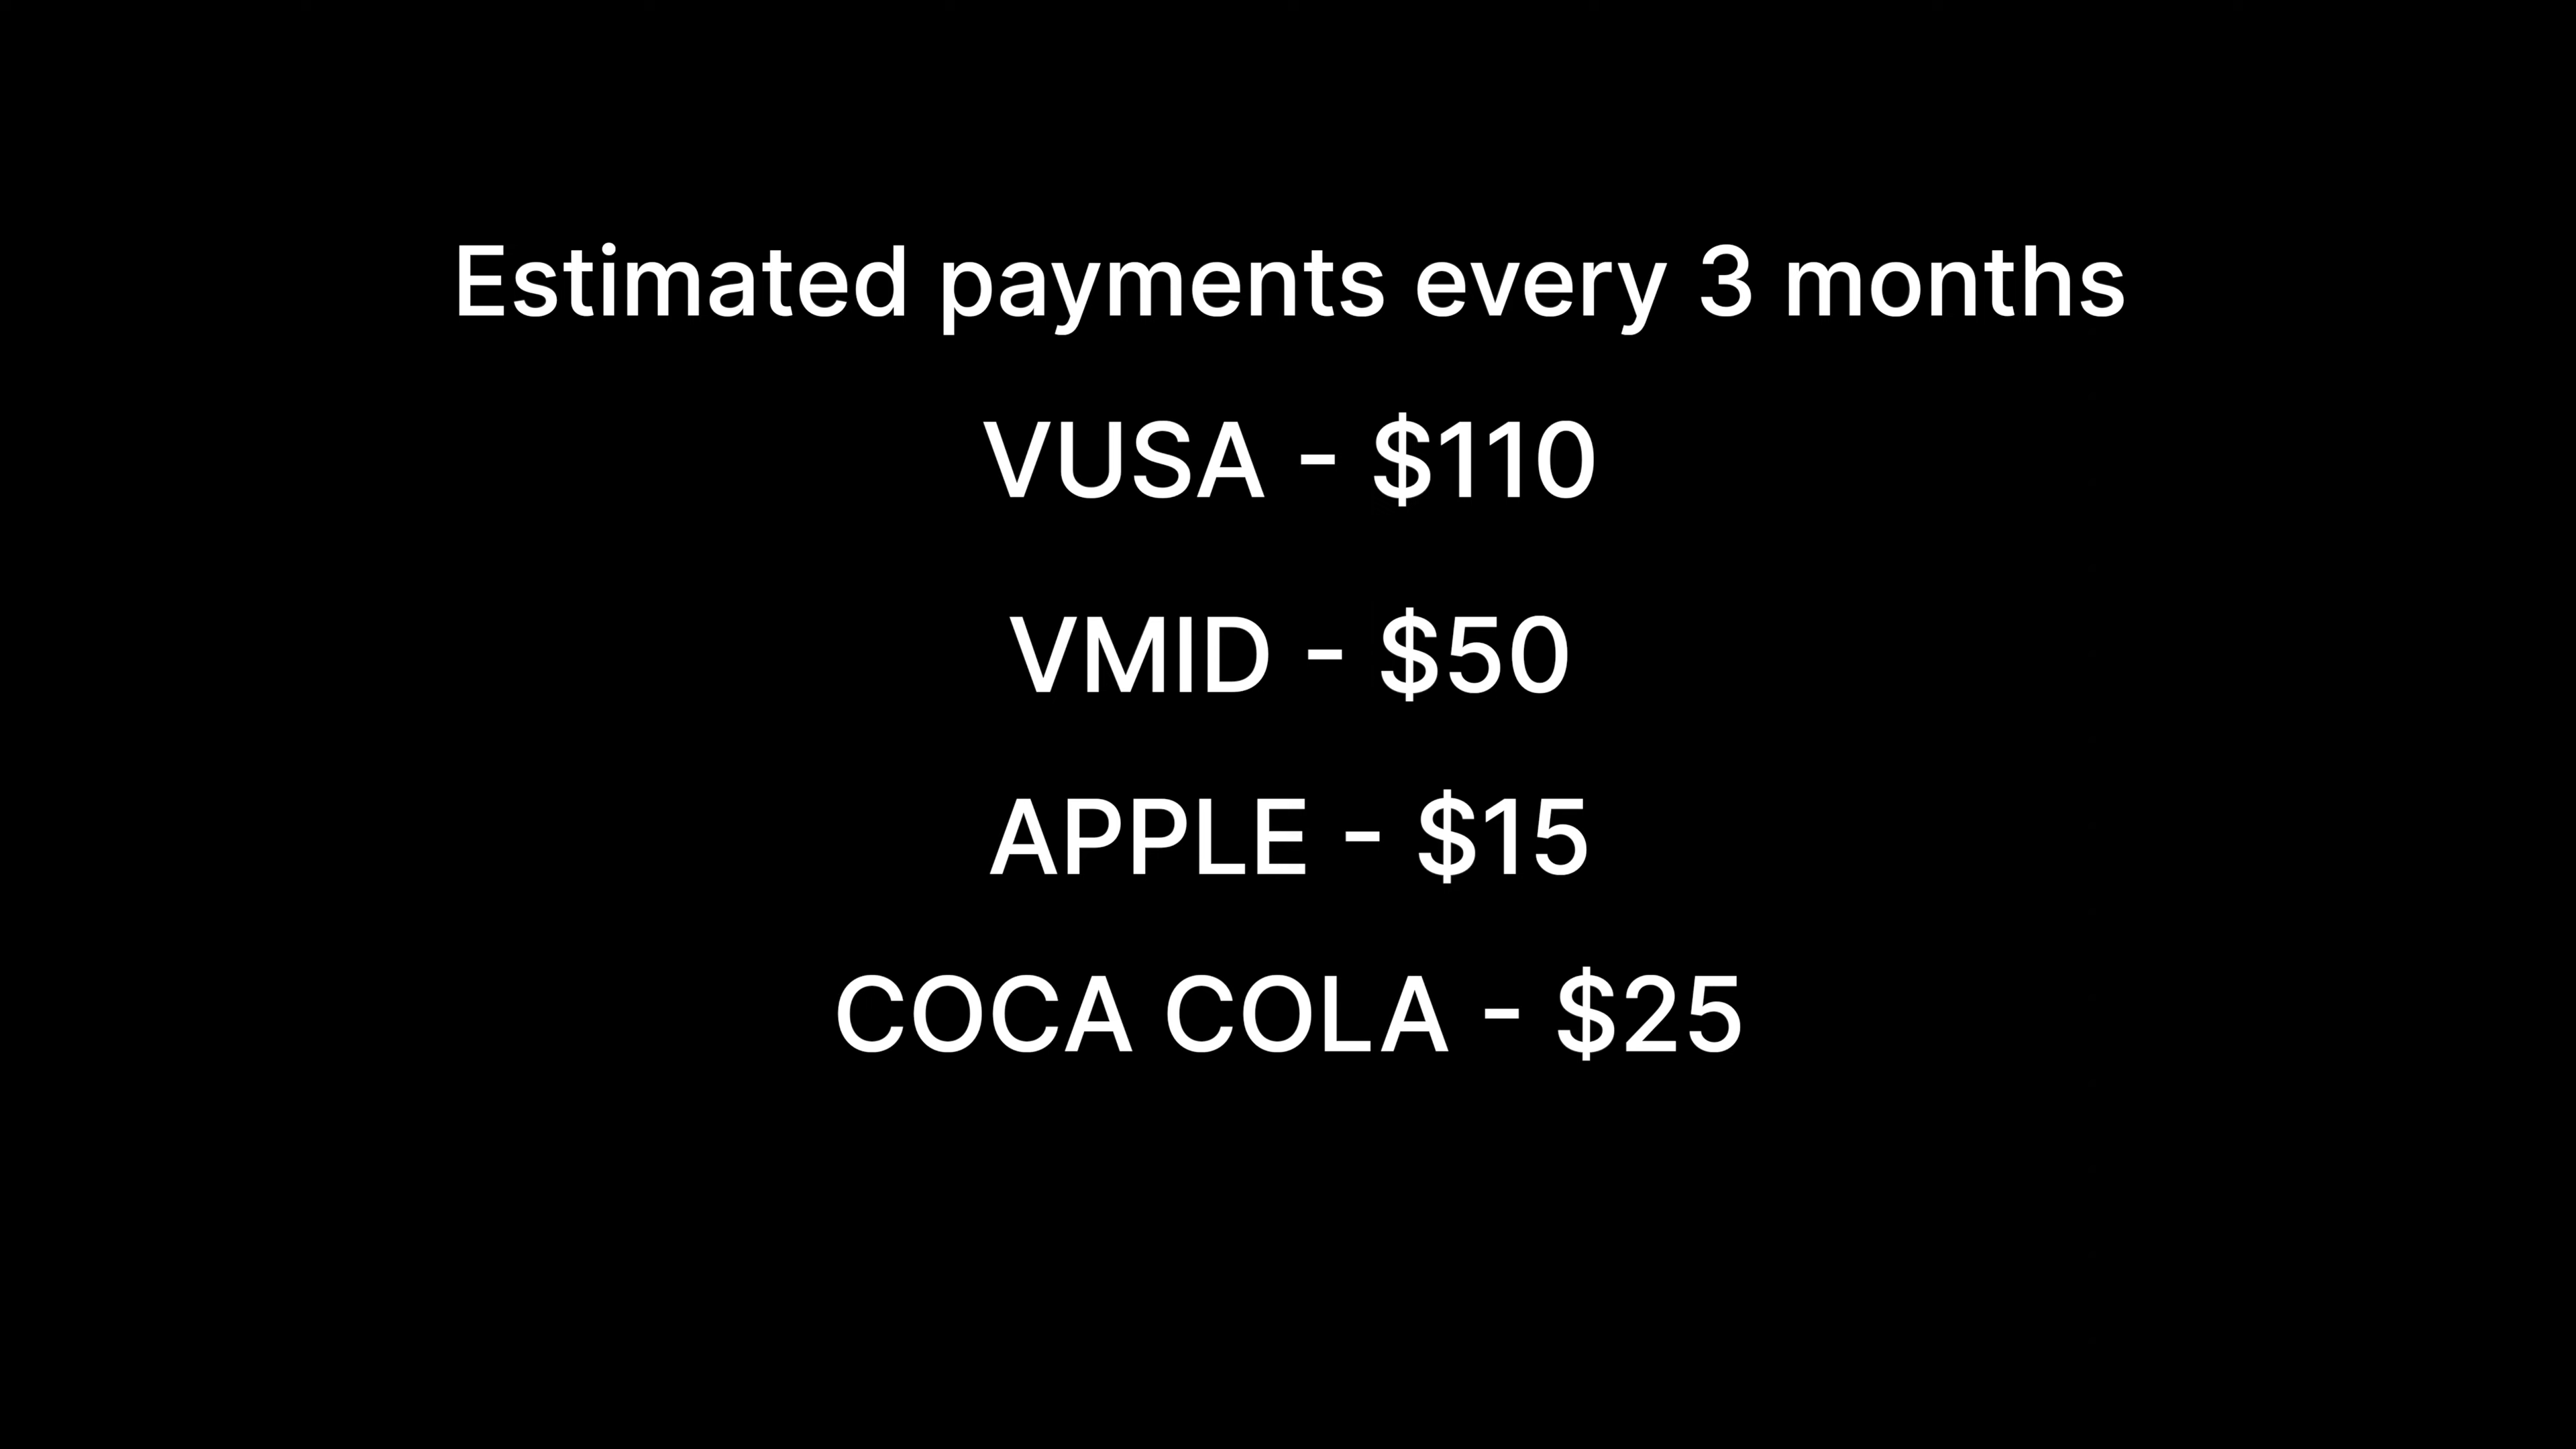 Estimated payments every 3 months
VUSA - $110
VMID - $50
APPLE - $15
COCA COLA - $25